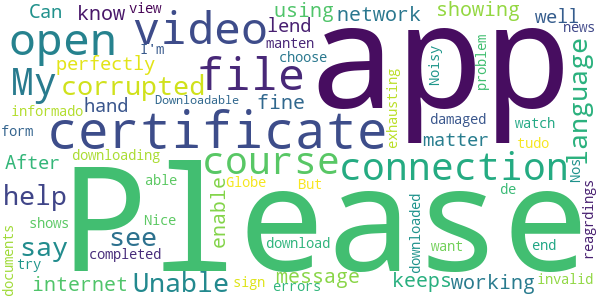 Can know view using showing
network well
open video I'm lend
manten choose
app
Noisy problem news
My perfectly
corrupted file
hand Downloadable fine exhausting
damaged watch language
informado
form certificate matter tudo
After downloading course connection Nos
able
help Please
enable Globe But de
reagrdings
say see shows Nice
download downloaded want end
documents completed
internet message keeps working
try Unable sign errors invalid